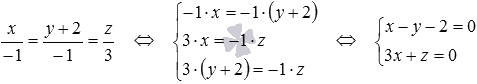 x/-1 = (y+2)/-1 = z/3 ⇔ { -1·x = -1·(y+2) ; 3·x = -1·z ; 3·(y+2) = -1·z ⇔ { x - y - 2 = 0 ; 3x + z = 0